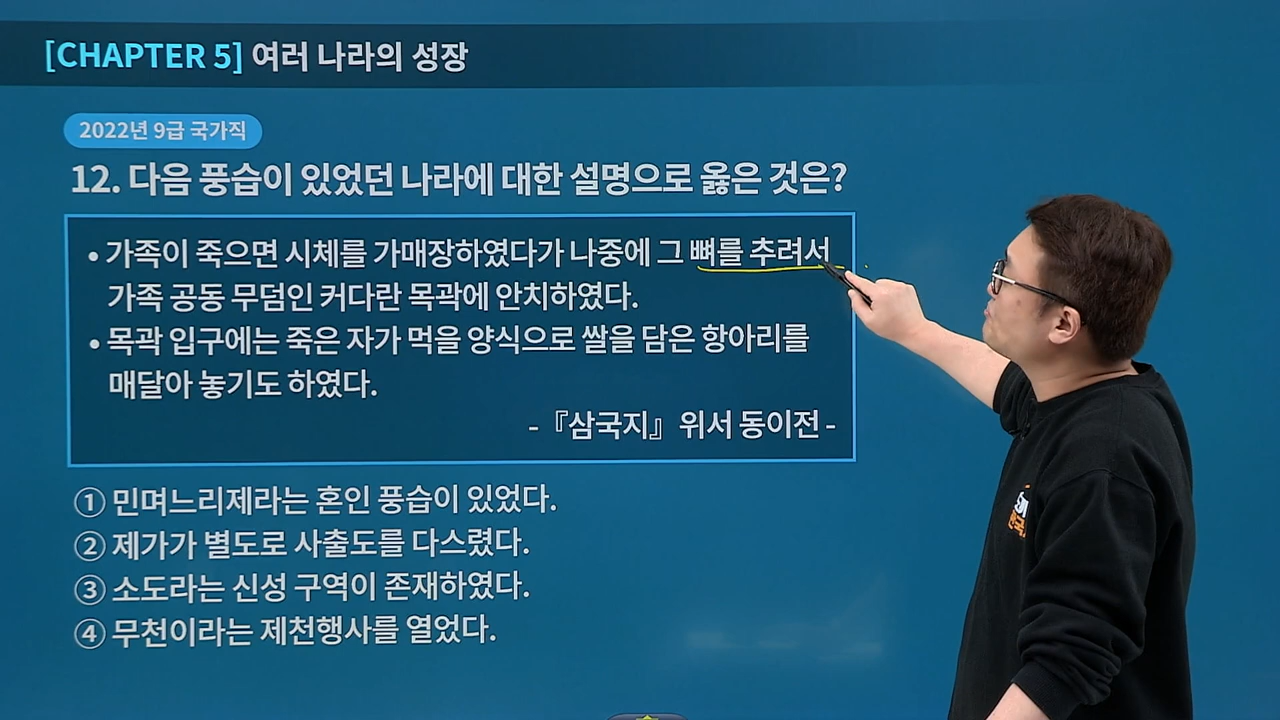 [CHAPTER 5] 여러 나라의 성장
2022년 9급 국가직
12. 다음 풍습이 있었던 나라에 대한 설명으로 옳은 것은?
• 가족이 죽으면 시체를 가매장하였다가 나중에 그 뼈를 추려서
가족 공동 무덤인 커다란 목곽에 안치하였다.
• 목곽 입구에는 죽은 자가 먹을 양식으로 쌀을 담은 항아리를
매달아 놓기도 하였다.
-『삼국지』 위서 동이전 -
① 민며느리제라는 혼인 풍습이 있었다.
② 제가가 별도로 사출도를 다스렸다.
③ 소도라는 신성 구역이 존재하였다.
④ 무천이라는 제천행사를 열었다.